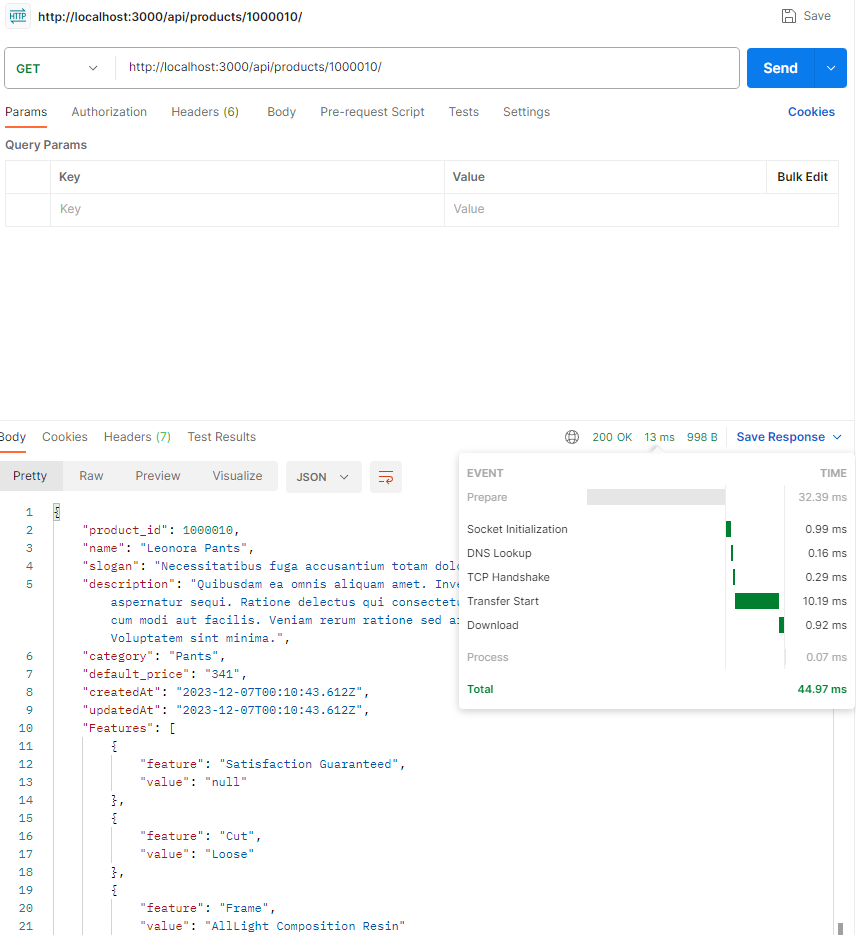 HTTP http://localhost:3000/api/products/1000010/ Save
GET http://localhost:3000/api/products/1000010/ Send
Params Authorization Headers (6) Body Pre-request Script Tests Settings Cookies
Query Params
Key Value Bulk Edit
Key Value
Body Cookies Headers (7) Test Results 200 OK 13 ms 998 B Save Response
Pretty Raw Preview Visualize JSON
EVENT TIME
Prepare 32.39 ms
Socket Initialization 0.99 ms
DNS Lookup 0.16 ms
TCP Handshake 0.29 ms
Transfer Start 10.19 ms
Download 0.92 ms
Process 0.07 ms
Total 44.97 ms
1 {
2 "product_id": 1000010,
3 "name": "Leonora Pants",
4 "slogan": "Necessitatibus fuga accusantium totam
5 "description": "Quibusdam ea omnis aliquam amet.
aspernatur sequi. Ratione delectus qui
cum modi aut facilis. Veniam rerum ratione sed
Voluptatem sint minima.",
6 "category": "Pants",
7 "default_price": "341",
8 "createdAt": "2023-12-07T00:10:43.612Z",
9 "updatedAt": "2023-12-07T00:10:43.612Z",
10 "Features": [
11 {
12 "feature": "Satisfaction Guaranteed",
13 "value": "null"
14 },
15 {
16 "feature": "Cut",
17 "value": "Loose"
18 },
19 {
20 "feature": "Frame",
21 "value": "AllLight Composition Resin"